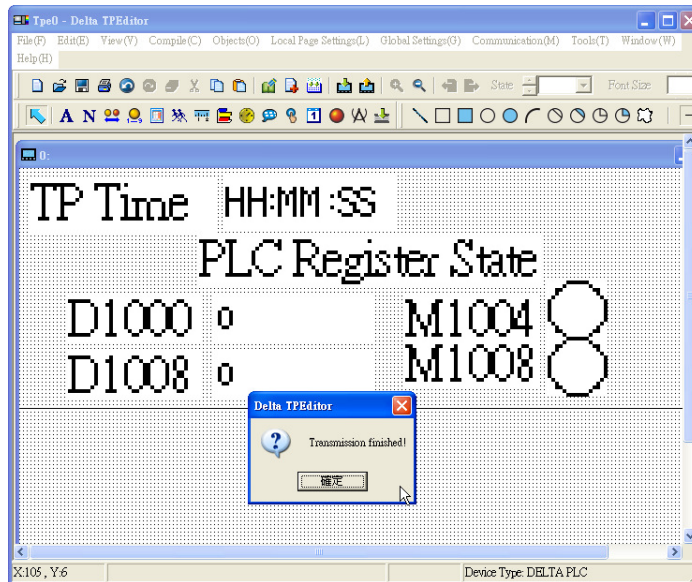 Tpe0 - Delta TPEditor
File(F) Edit(E) View(V) Compile(C) Objects(O) Local Page Settings(L) Global Settings(G) Communication(M) Tools(T) Window(W)
Help(H)
State Font Size
A N 1
0:
TP Time HH:MM:SS
PLC Register State
D1000 0 M1004
D1008 0 M1008
Delta TPEditor
Transmission finished!
確定
X:105 , Y:6 Device Type: DELTA PLC